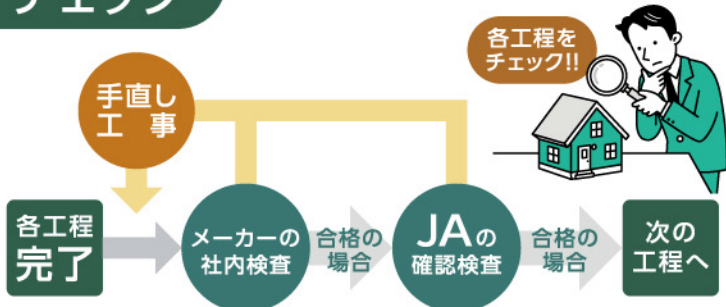 チェック
各工程を
チェック!!
手直し
工事
各工程
完了
メーカーの
社内検査
合格の
場合
JAの
確認検査
合格の
場合
次の
工程へ